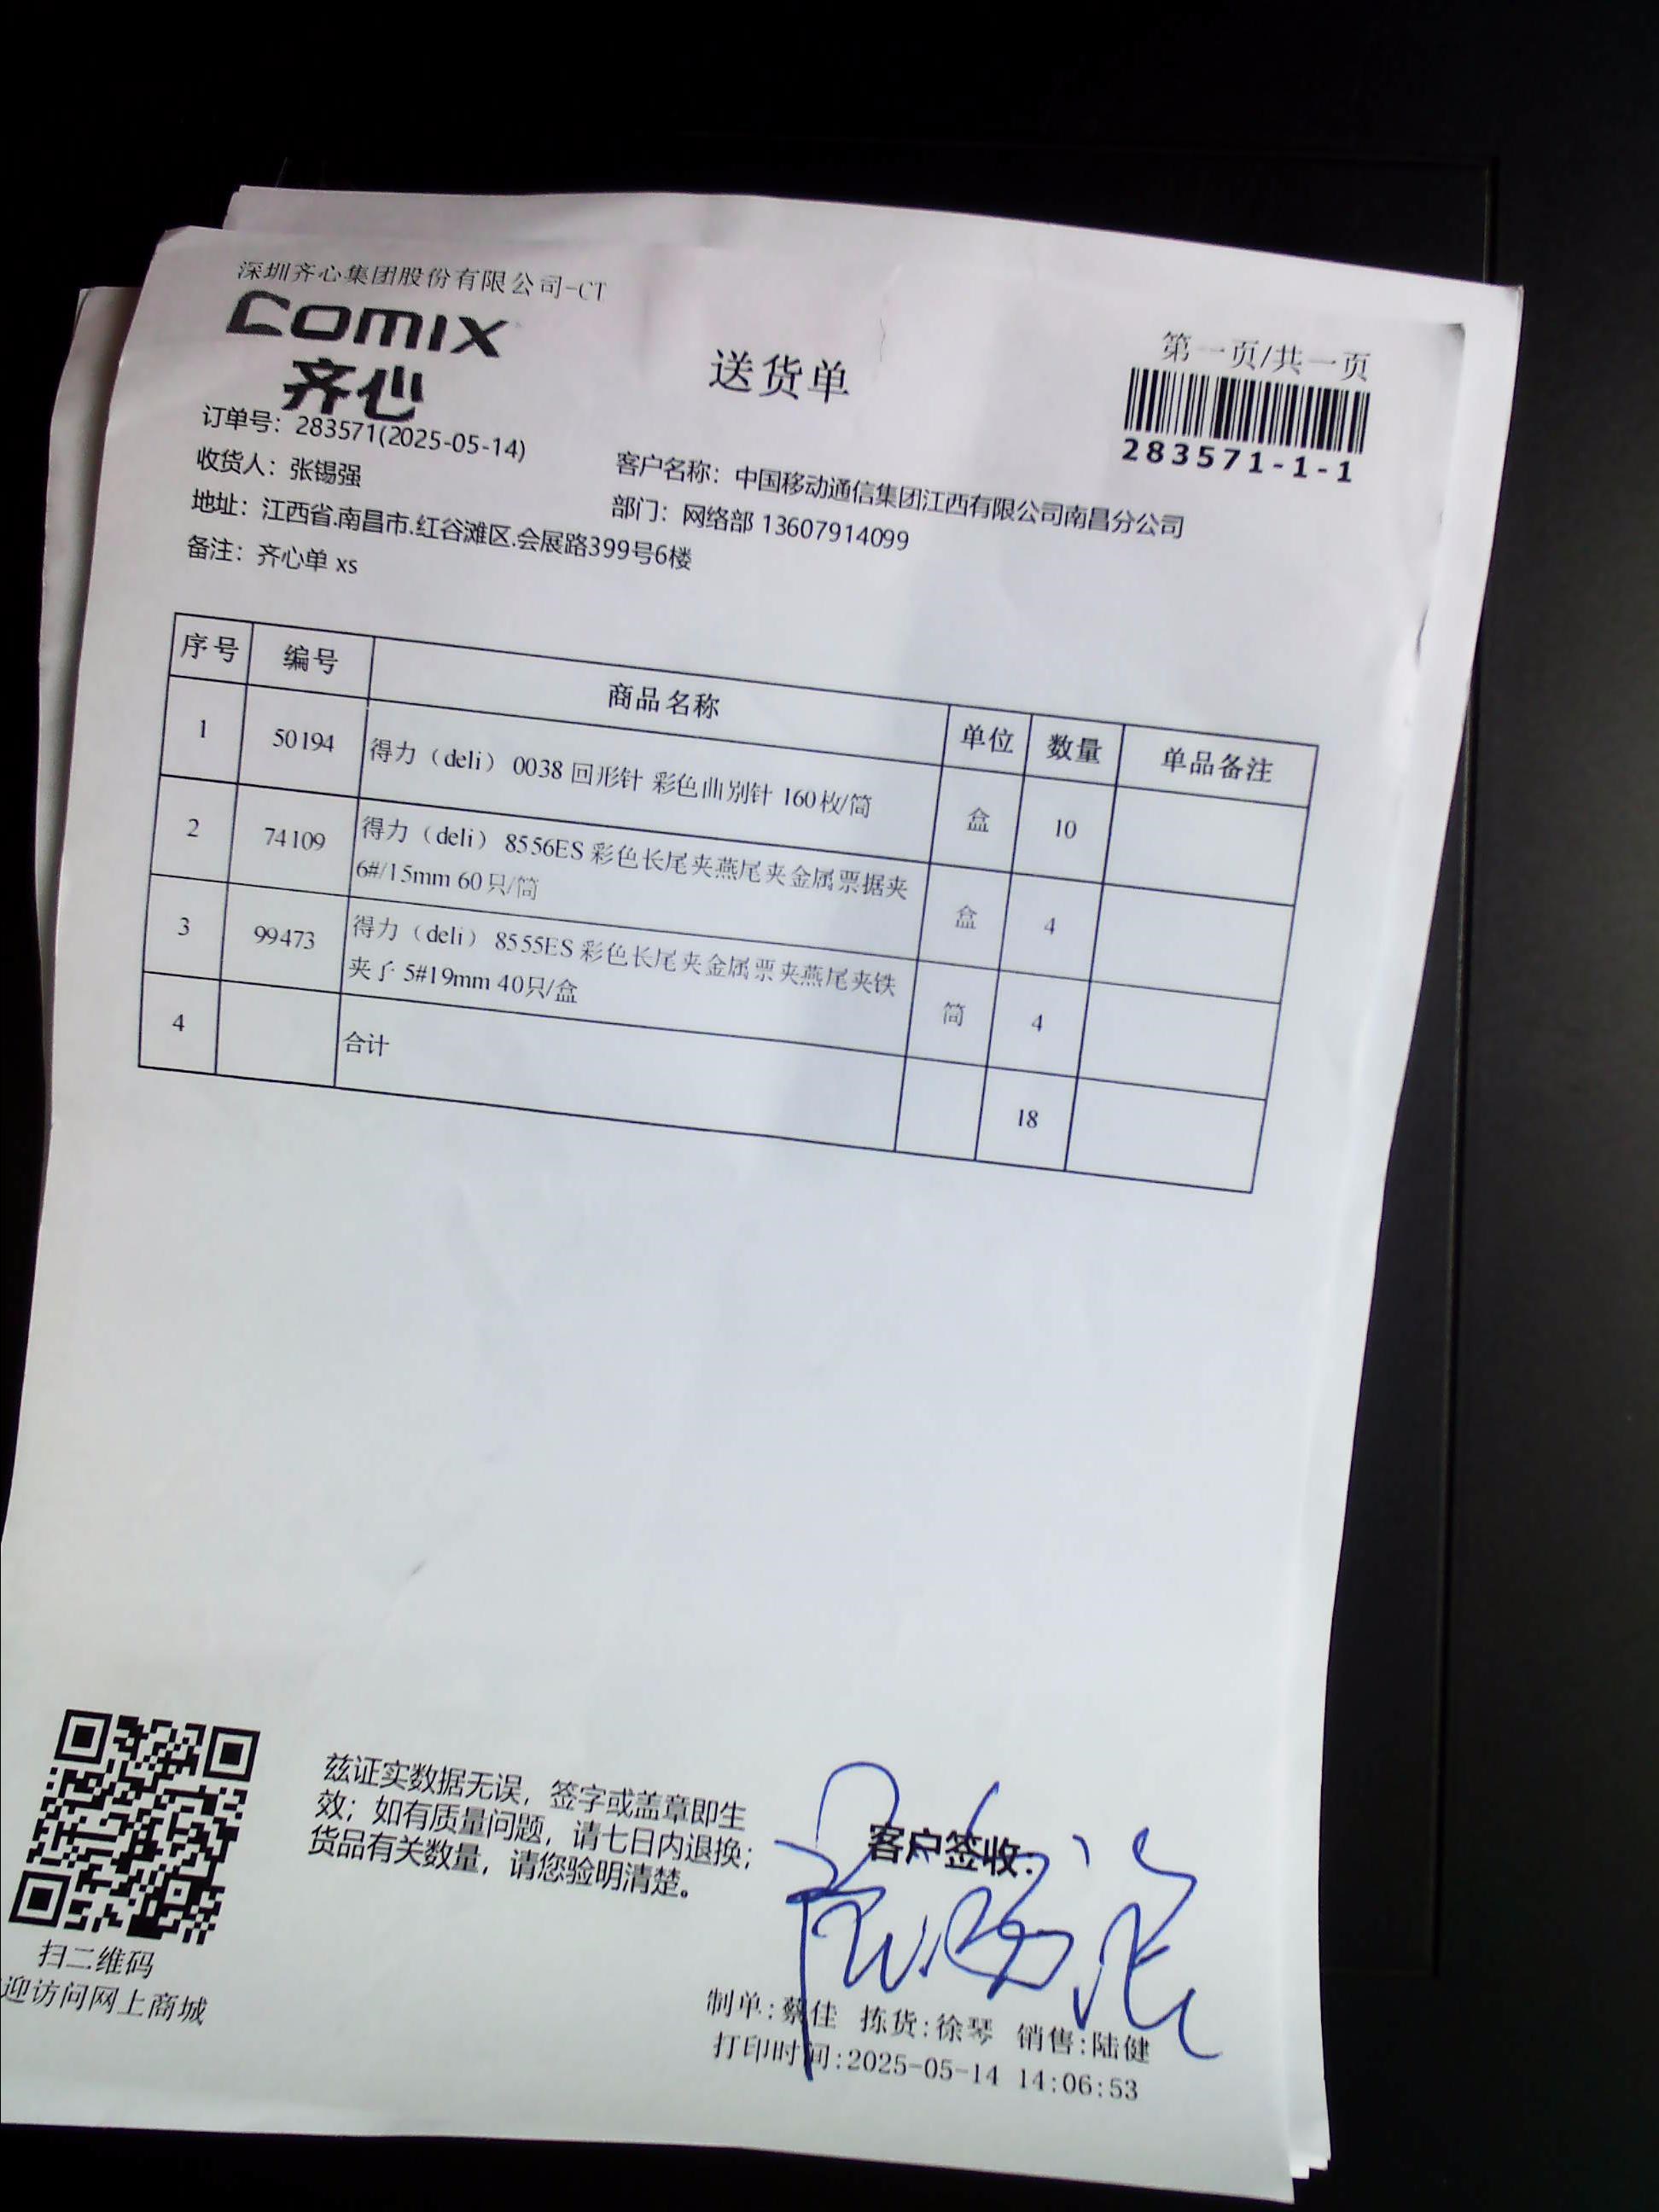 深圳齐心集团股份有限公司-CT
comix
齐心
送货单
第一页/共一页
283571-1-1
订单号：283571(2025-05-14)
收货人：张锡强
客户名称：中国移动通信集团江西有限公司南昌分公司
地址：江西省.南昌市.红谷滩区.会展路399号6楼
部门：网络部 13607914099
备注：齐心单 xs
序号 编号 商品名称 单位 数量 单品备注
1 50194 得力（deli） 0038 回形针 彩色曲别针 160枚/筒 盒 10
2 74109 得力（deli） 8556ES 彩色长尾夹燕尾夹金属票据夹
6#/15mm 60只/筒 盒 4
3 99473 得力（deli） 8555ES 彩色长尾夹金属票夹燕尾夹铁
夹子 5#19mm 40只/盒 筒 4
4 合计 18
兹证实数据无误，签字或盖章即生
效；如有质量问题，请七日内退换；
货品有关数量，请您验明清楚。
客户签收:
扫二维码
迎访问网上商城
制单:蔡佳 拣货:徐琴 销售:陆健
打印时间:2025-05-14 14:06:53